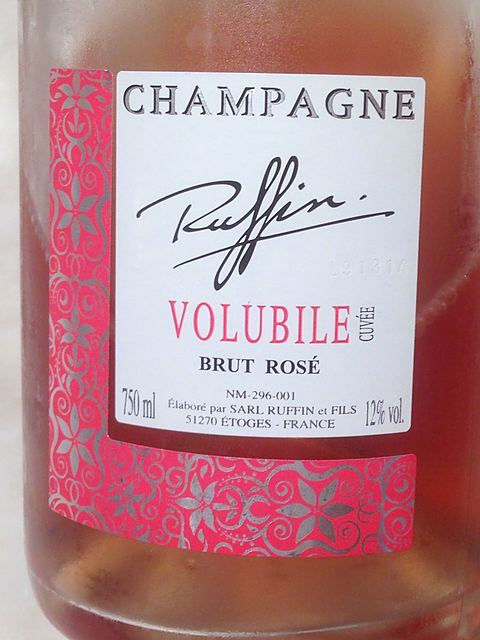 CHAMPAGNE
Ruffin.
L91314
VOLUBILE CUVÉE
BRUT ROSÉ
NM-296-001
750 ml Élaboré par SARL RUFFIN et FILS 12% vol.
51270 ÉTOGES - FRANCE